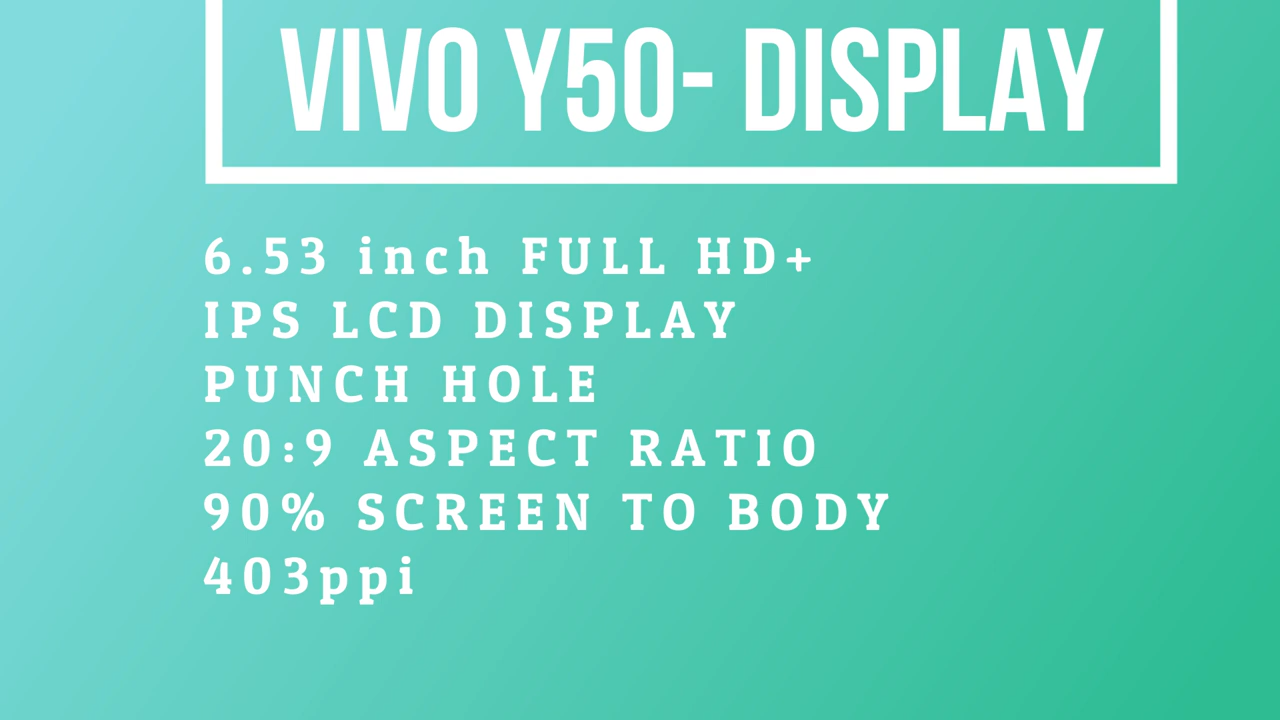 VIVO Y50- DISPLAY
6.53 inch FULL HD+
IPS LCD DISPLAY
PUNCH HOLE
20:9 ASPECT RATIO
90% SCREEN TO BODY
403ppi